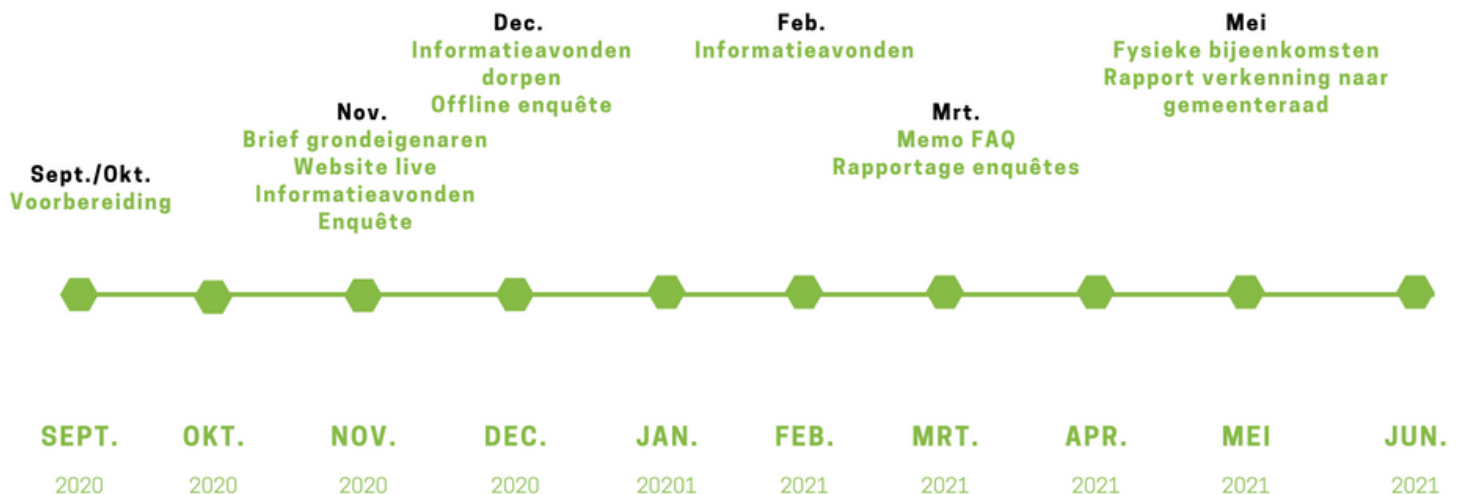 Sept./Okt.
Voorbereiding
Nov.
Brief grondeigenaren
Website live
Informatieavonden
Enquête
Dec.
Informatieavonden
dorpen
Offline enquête
Feb.
Informatieavonden
Mrt.
Memo FAQ
Rapportage enquêtes
Mei
Fysieke bijeenkomsten
Rapport verkenning naar
gemeenteraad
SEPT. OKT. NOV. DEC. JAN. FEB. MRT. APR. MEI JUN.
2020 2020 2020 2020 20201 2021 2021 2021 2021 2021